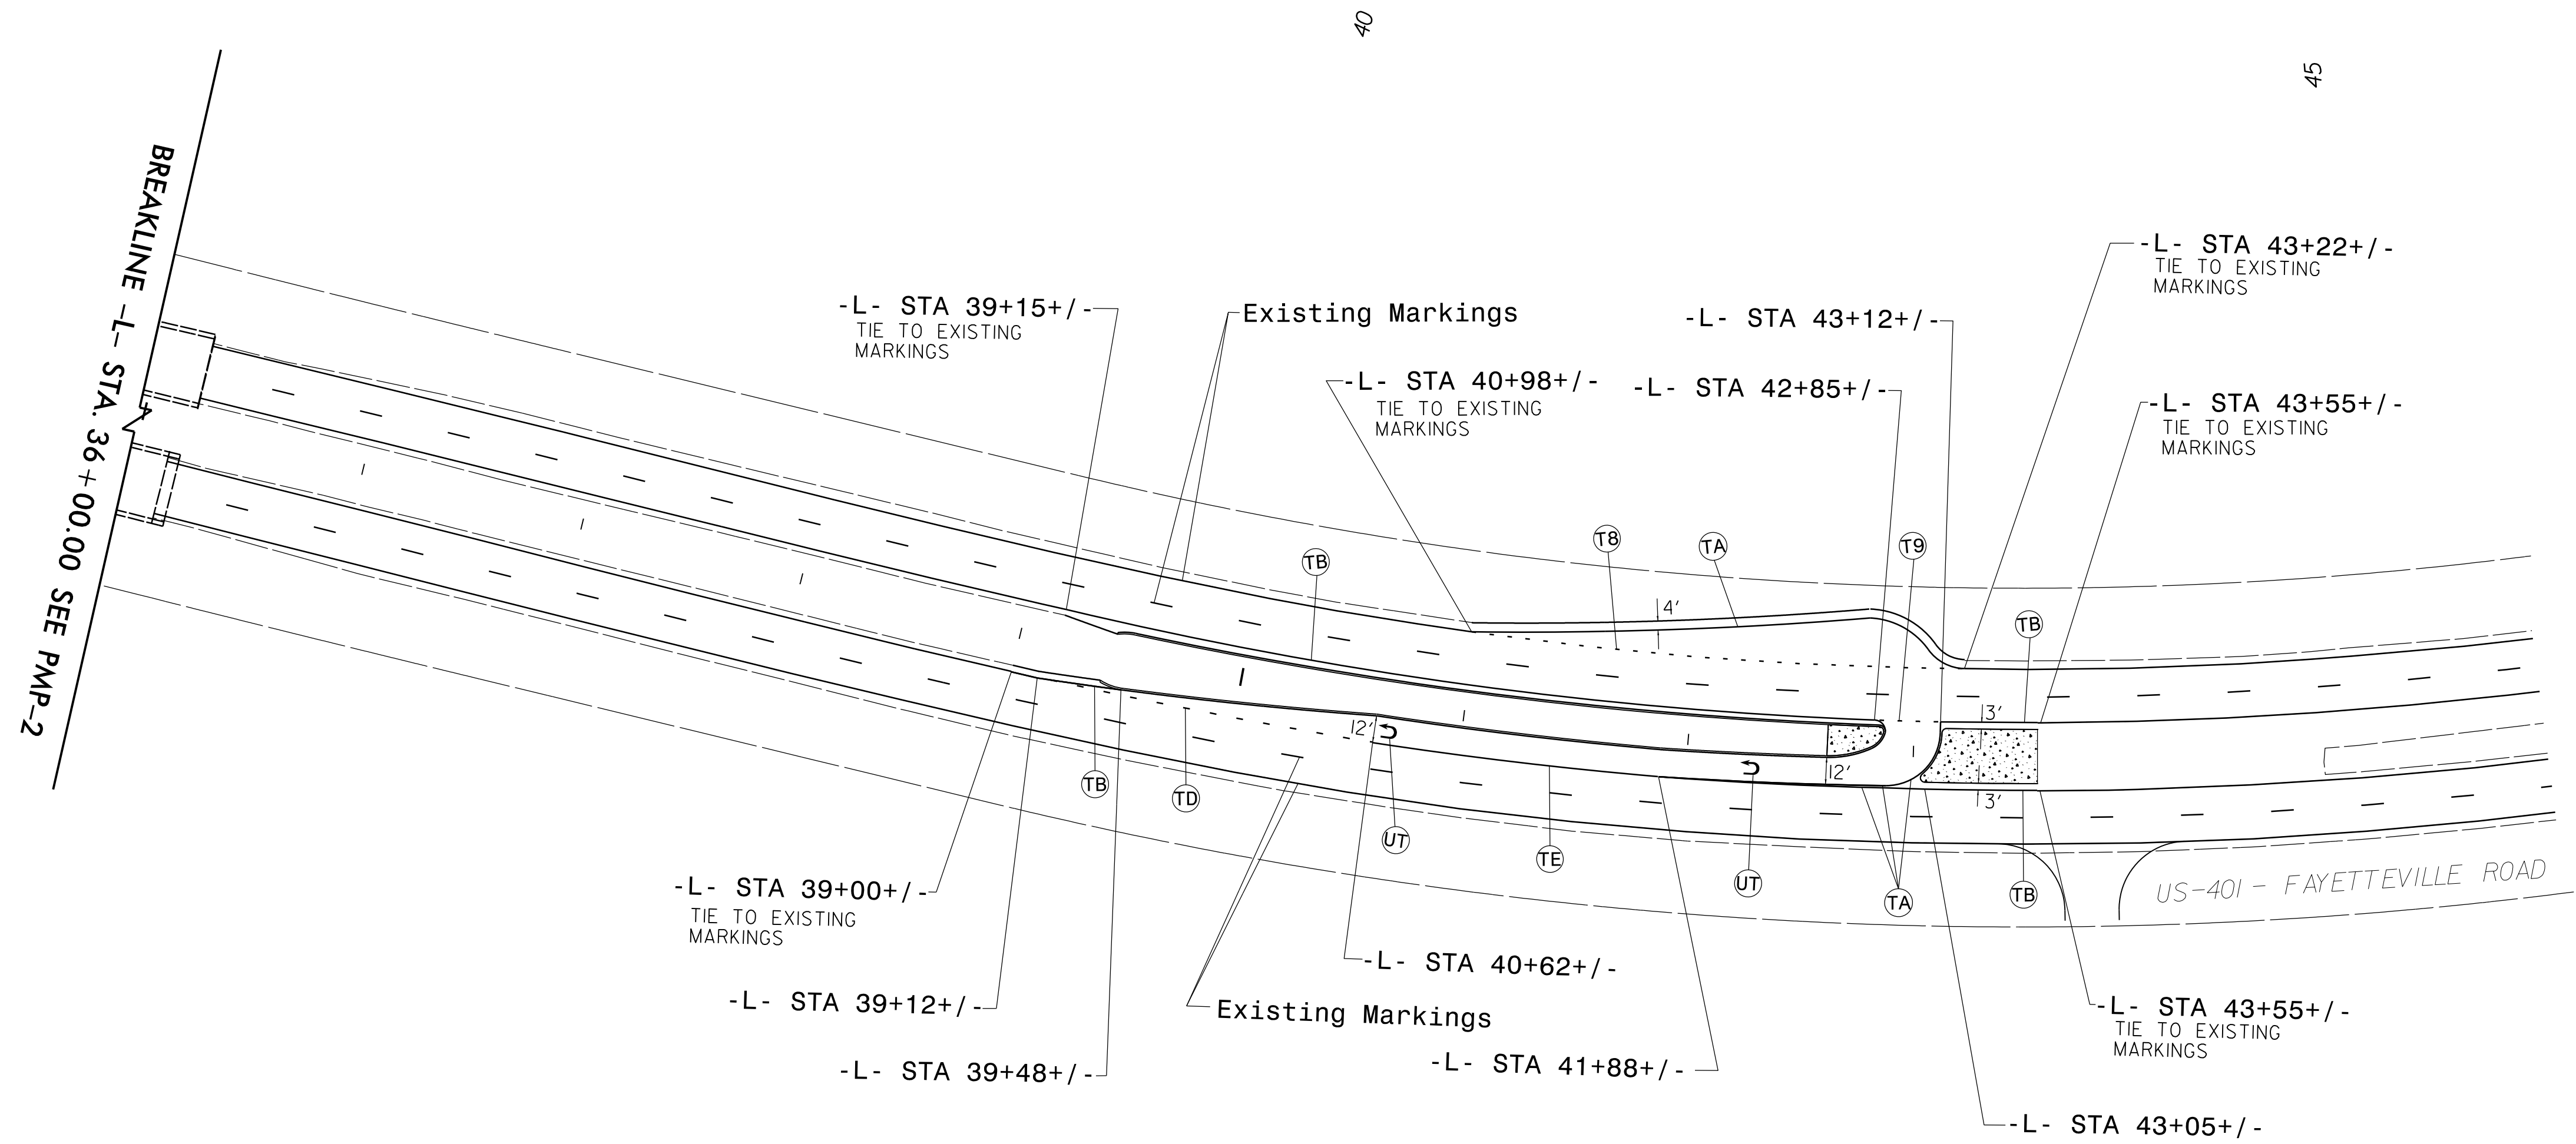 40
45
BREAKLINE -L- STA. 36+00.00 SEE PMP-2
-L- STA 43+22+/-
TIE TO EXISTING
MARKINGS
-L- STA 39+15+/-
TIE TO EXISTING
MARKINGS
Existing Markings
-L- STA 43+12+/-
-L- STA 40+98+/-
TIE TO EXISTING
MARKINGS
-L- STA 42+85+/-
-L- STA 43+55+/-
TIE TO EXISTING
MARKINGS
TB
T8
TA
T9
4'
TB
3'
12'
12'
3'
TB
TD
UT
TE
UT
TA
TB
US-401 - FAYETTEVILLE ROAD
-L- STA 39+00+/-
TIE TO EXISTING
MARKINGS
-L- STA 40+62+/-
-L- STA 39+12+/-
Existing Markings
-L- STA 43+55+/-
TIE TO EXISTING
MARKINGS
-L- STA 39+48+/-
-L- STA 41+88+/-
-L- STA 43+05+/-